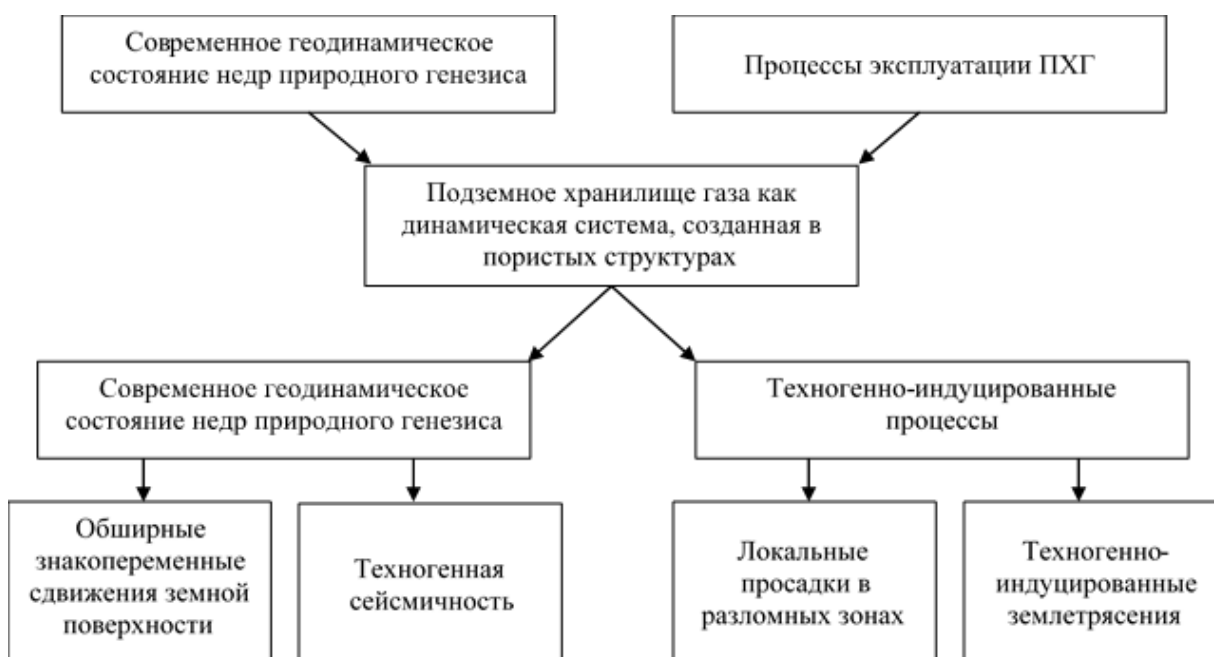 Современное геодинамическое
состояние недр природного генезиса
Процессы эксплуатации ПХГ
Подземное хранилище газа как
динамическая система, созданная в
пористых структурах
Современное геодинамическое
состояние недр природного генезиса
Техногенно-индуцированные
процессы
Обширные
знакопеременные
сдвижения земной
поверхности
Техногенная
сейсмичность
Локальные
просадки в
разломных зонах
Техногенно-
индуцированные
землетрясения